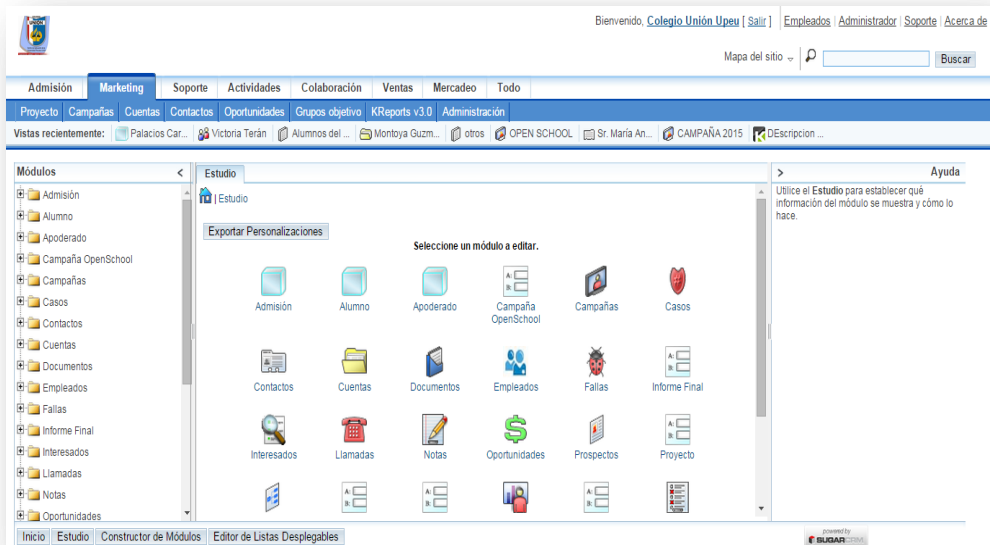 UNIÓN
Bienvenido, Colegio Unión Upeu [ Salir ] Empleados | Administrador | Soporte | Acerca de
Mapa del sitio Buscar
Admisión Marketing Soporte Actividades Colaboración Ventas Mercadeo Todo
Proyecto Campañas Cuentas Contactos Oportunidades Grupos objetivo KReports v3.0 Administración
Vistas recientemente: Palacios Car... Victoria Terán Alumnos del ... Montoya Guzm... otros OPEN SCHOOL Sr. María An... CAMPAÑA 2015 DEscripcion ...
Módulos <
Admisión
Alumno
Apoderado
Campaña OpenSchool
Campañas
Casos
Contactos
Cuentas
Documentos
Empleados
Fallas
Informe Final
Interesados
Llamadas
Notas
Oportunidades
Estudio
| Estudio
Exportar Personalizaciones
Seleccione un módulo a editar.
Admisión Alumno Apoderado Campaña OpenSchool Campañas Casos
Contactos Cuentas Documentos Empleados Fallas Informe Final
Interesados Llamadas Notas Oportunidades Prospectos Proyecto
> Ayuda
Utilice el Estudio para establecer qué
información del módulo se muestra y cómo lo
hace.
Inicio Estudio Constructor de Módulos Editor de Listas Desplegables
powered by
SUGARCRM